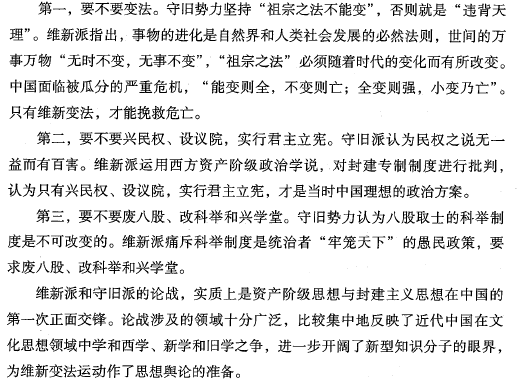 第一，要不要变法。守旧势力坚持“祖宗之法不能变”，否则就是“违背天
理”。维新派指出，事物的进化是自然界和人类社会发展的必然法则，世间的万
事万物“无时不变，无事不变”，“祖宗之法”必须随着时代的变化而有所改变。
中国面临被瓜分的严重危机，“能变则全，不变则亡；全变则强，小变乃亡”。
只有维新变法，才能挽救危亡。
第二，要不要兴民权、设议院，实行君主立宪。守旧派认为民权之说无一
益而有百害。维新派运用西方资产阶级政治学说，对封建专制制度进行批判，
认为只有兴民权、设议院，实行君主立宪，才是当时中国理想的政治方案。
第三，要不要废八股、改科举和兴学堂。守旧势力认为八股取士的科举制
度是不可改变的。维新派痛斥科举制度是统治者“牢笼天下”的愚民政策，要
求废八股、改科举和兴学堂。
维新派和守旧派的论战，实质上是资产阶级思想与封建主义思想在中国的
第一次正面交锋。论战涉及的领域十分广泛，比较集中地反映了近代中国在文
化思想领域中学和西学、新学和旧学之争，进一步开阔了新型知识分子的眼界，
为维新变法运动作了思想舆论的准备。